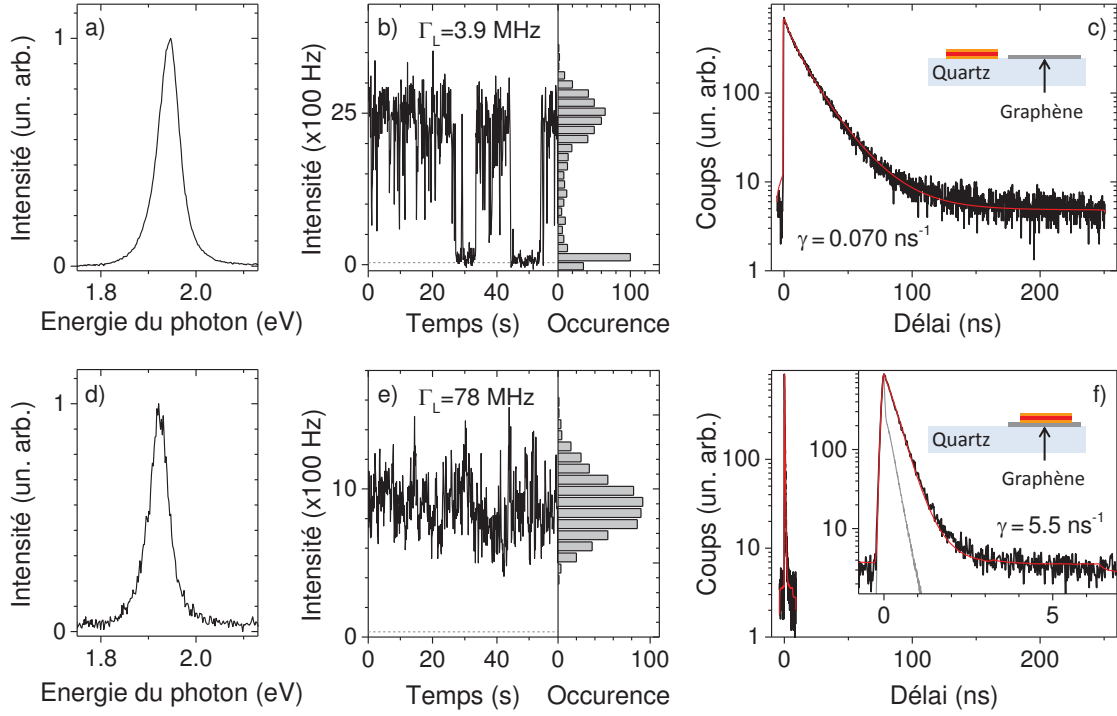 a)
Intensité (un. arb.)
1
0
1.8
2.0
Energie du photon (eV)
b)
Γ_L=3.9 MHz
Intensité (x100 Hz)
25
0
0
20
40
0
100
Temps (s)
Occurence
c)
Coups (un. arb.)
100
10
1
0
100
200
Délai (ns)
Quartz
Graphène
γ = 0.070 ns⁻¹
d)
Intensité (un. arb.)
1
0
1.8
2.0
Energie du photon (eV)
e)
Γ_L=78 MHz
Intensité (x100 Hz)
10
0
0
20
40
0
100
Temps (s)
Occurence
f)
Coups (un. arb.)
100
10
1
0
100
200
Délai (ns)
un. arb.)
100
10
0
5
Quartz
Graphène
γ = 5.5 ns⁻¹